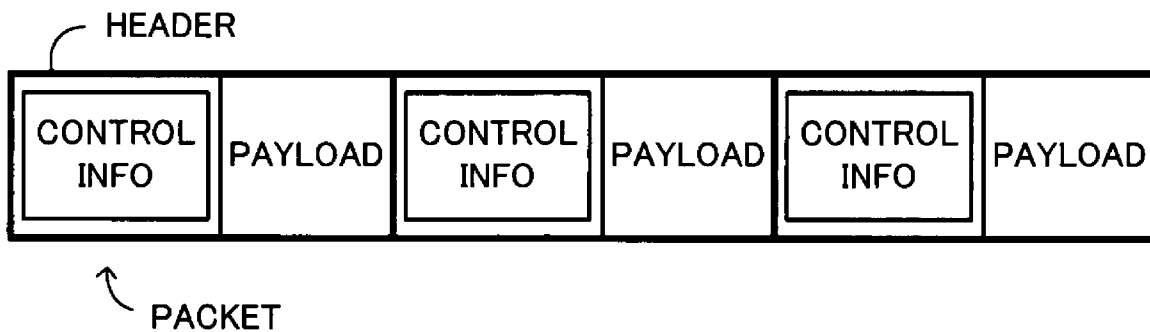 HEADER
CONTROL
INFO
PAYLOAD
CONTROL
INFO
PAYLOAD
CONTROL
INFO
PAYLOAD
PACKET